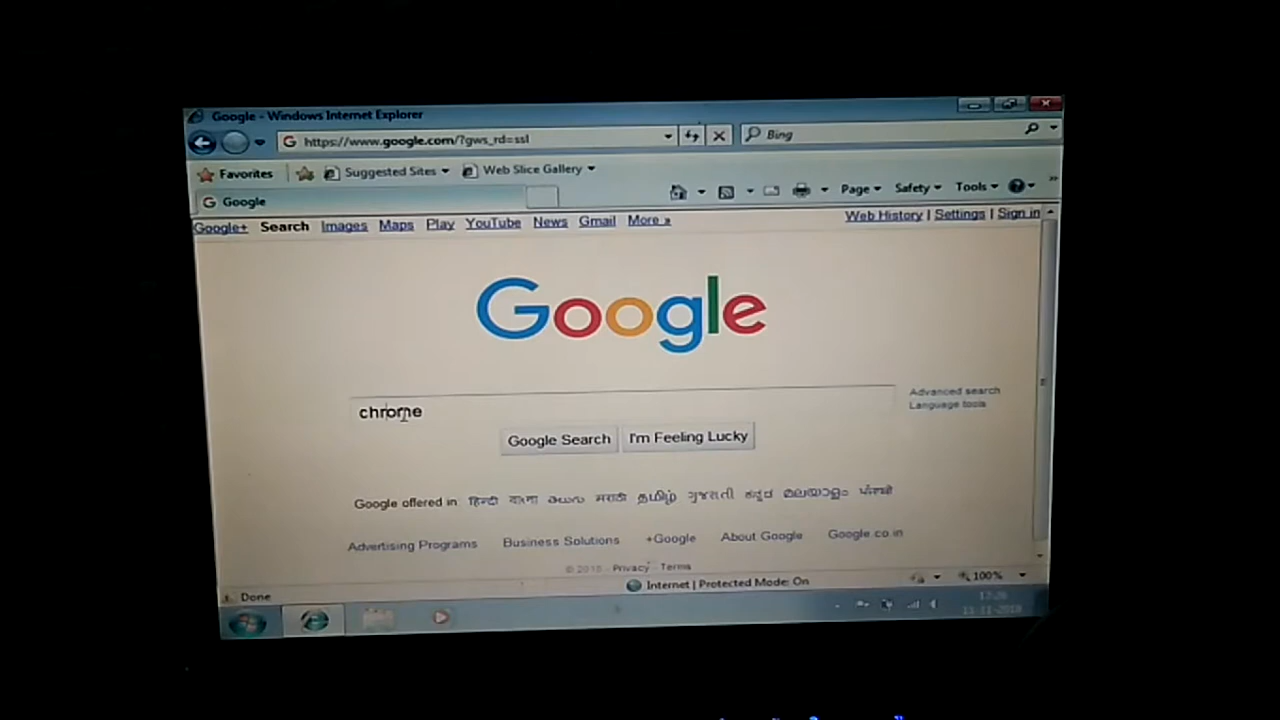 Google - Windows Internet Explorer
https://www.google.com/?gws_rd=ssl Bing
Favorites Suggested Sites Web Slice Gallery
Google Page Safety Tools
Google+ Search Images Maps Play YouTube News Gmail More » Web History | Settings | Sign in
Google
chrome
Advanced search
Language tools
Google Search I'm Feeling Lucky
Google offered in हिन्दी বাংলা తెలుగు मराठी தமிழ் ગુજરાતી ಕನ್ನಡ മലയാളം ਪੰਜਾਬੀ
Advertising Programs Business Solutions +Google About Google Google.co.in
Privacy - Terms
Done Internet | Protected Mode: On 100%